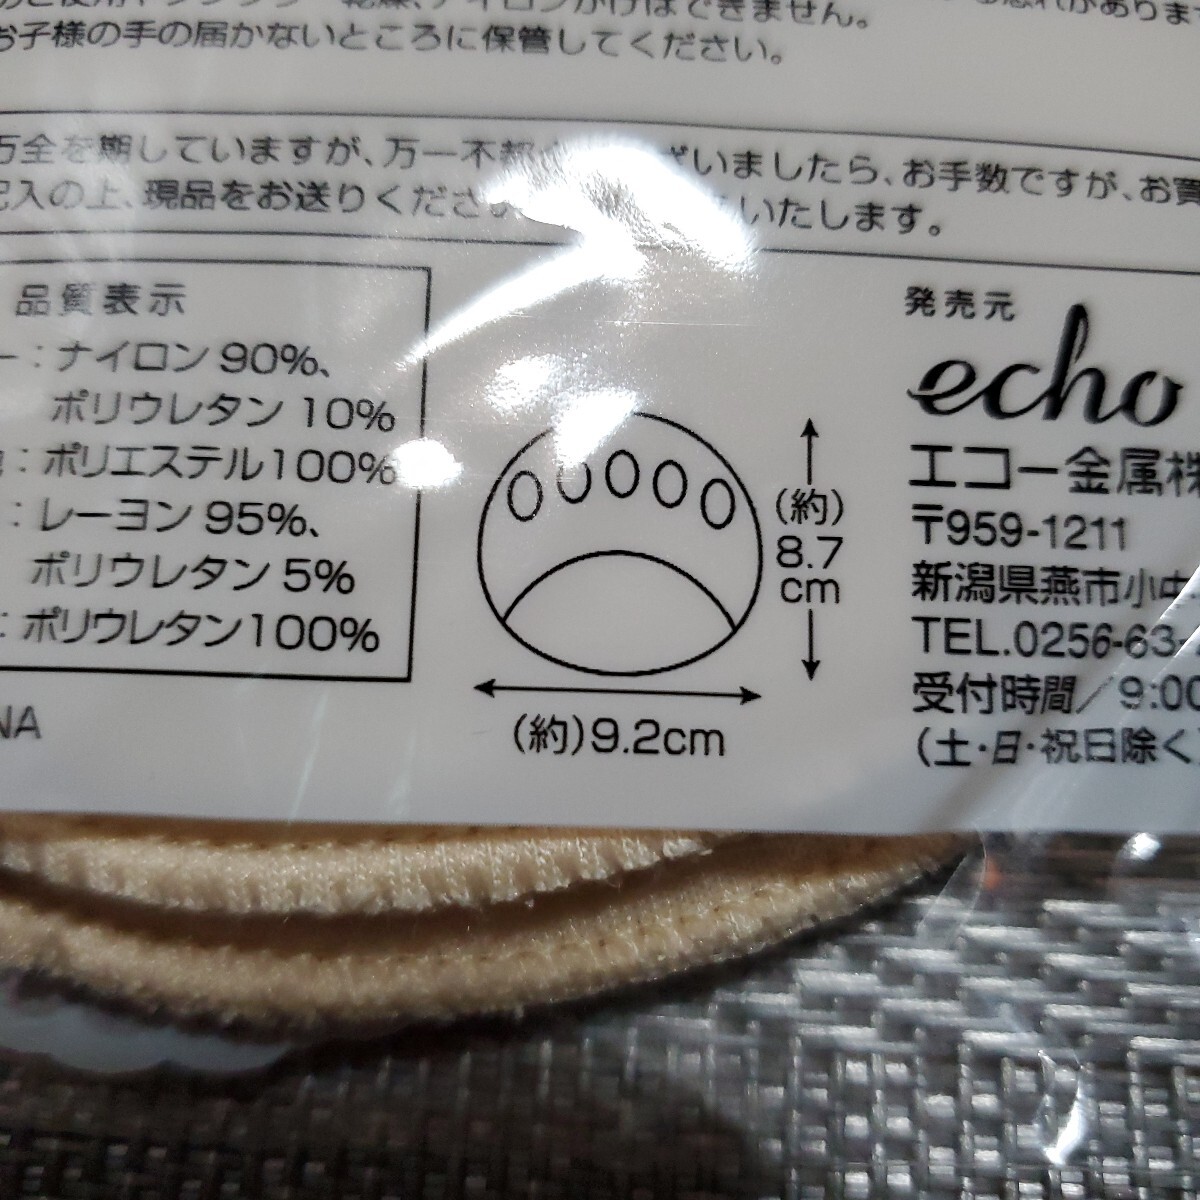 お子様の手の届かないところに保管してください。
万全を期していますが、万一不都 ざいましたら、お手数ですが、お買
記入の上、現品をお送りください いたします。
品質表示
ー：ナイロン 90%、
ポリウレタン 10%
：ポリエステル100%
：レーヨン 95%、
ポリウレタン 5%
：ポリウレタン100%
NA
(約)
8.7
cm
(約)9.2cm
発売元
echo
エコー金属株
〒959-1211
新潟県燕市小中
TEL.0256-63-
受付時間／9:00
(土・日・祝日除く)